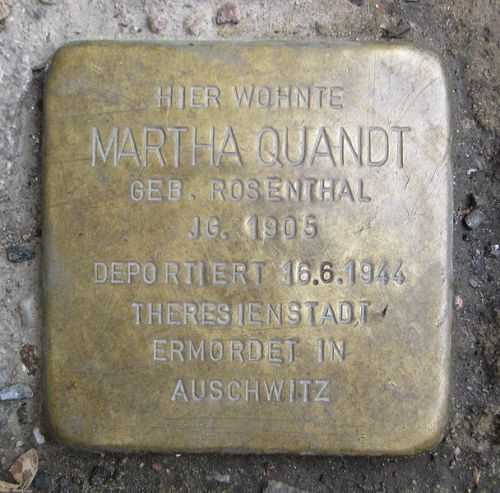 HIER WOHNTE
MARTHA QUANDT
GEB. ROSENTHAL
JG. 1905
DEPORTIERT 16.6.1944
THERESIENSTADT
ERMORDET IN
AUSCHWITZ